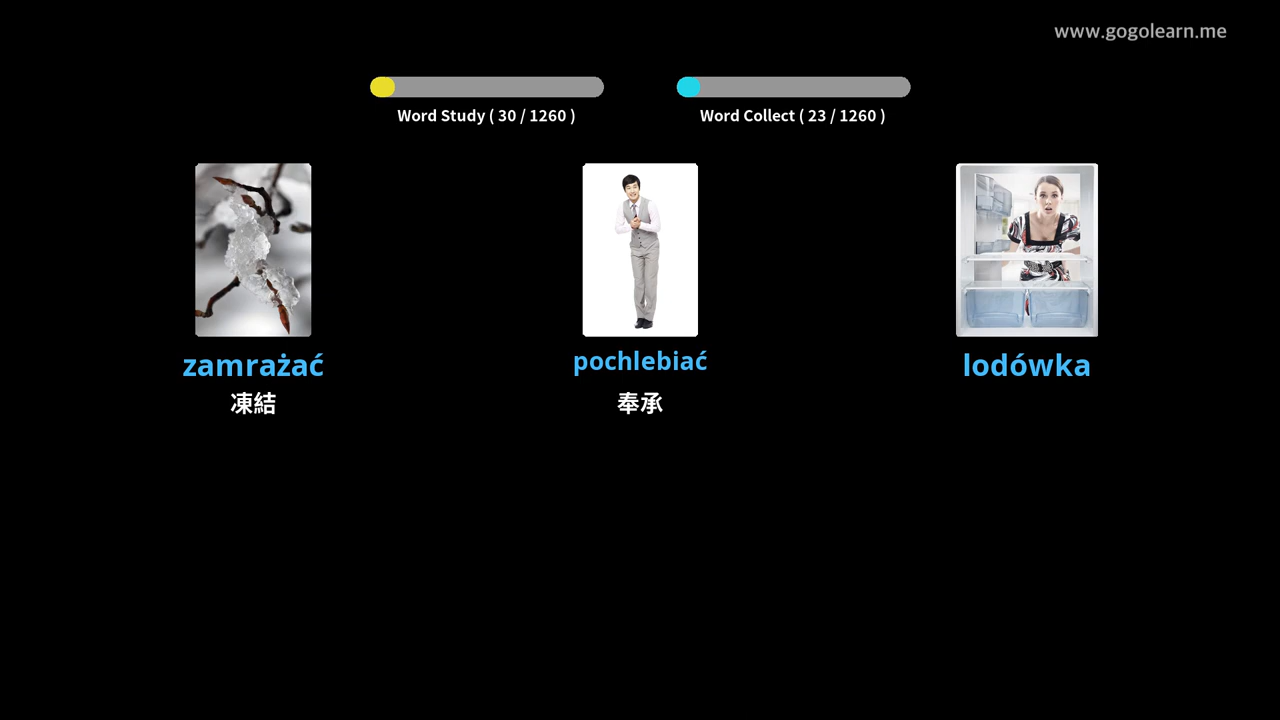 www.gogolearn.me
Word Study ( 30 / 1260 )
Word Collect ( 23 / 1260 )
zamrażać
凍結
pochlebiać
奉承
lodówka